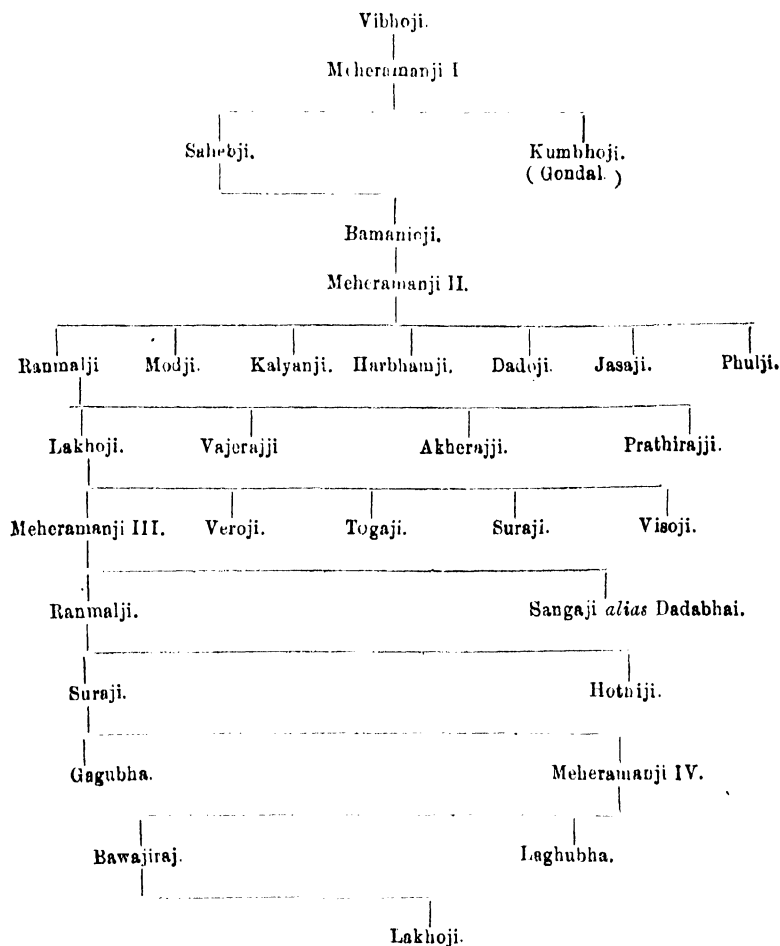 Vibhoji.
Meheramanji I
Sahebji. Kumbhoji.
( Gondal. )
Bamanioji.
Meheramanji II.
Ranmalji Modji. Kalyanji. Harbhamji. Dadoji. Jasaji. Phulji.
Lakhoji. Vajerajji Akherajji. Prathirajji.
Meheramanji III. Veroji. Togaji. Suraji. Visoji.
Ranmalji. Sangaji alias Dadabhai.
Suraji. Hothiji.
Gagubha. Meheramanji IV.
Bawajiraj. Laghubha.
Lakhoji.